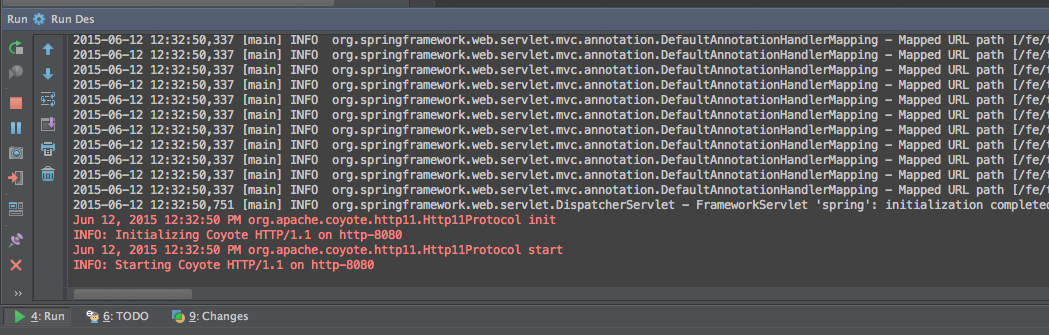 Run Run Des
2015-06-12 12:32:50,337 [main] INFO  org.springframework.web.servlet.mvc.annotation.DefaultAnnotationHandlerMapping - Mapped URL path [/fe/
2015-06-12 12:32:50,337 [main] INFO  org.springframework.web.servlet.mvc.annotation.DefaultAnnotationHandlerMapping - Mapped URL path [/fe/
2015-06-12 12:32:50,337 [main] INFO  org.springframework.web.servlet.mvc.annotation.DefaultAnnotationHandlerMapping - Mapped URL path [/fe/
2015-06-12 12:32:50,337 [main] INFO  org.springframework.web.servlet.mvc.annotation.DefaultAnnotationHandlerMapping - Mapped URL path [/fe/
2015-06-12 12:32:50,337 [main] INFO  org.springframework.web.servlet.mvc.annotation.DefaultAnnotationHandlerMapping - Mapped URL path [/fe/
2015-06-12 12:32:50,337 [main] INFO  org.springframework.web.servlet.mvc.annotation.DefaultAnnotationHandlerMapping - Mapped URL path [/fe/
2015-06-12 12:32:50,337 [main] INFO  org.springframework.web.servlet.mvc.annotation.DefaultAnnotationHandlerMapping - Mapped URL path [/fe/
2015-06-12 12:32:50,337 [main] INFO  org.springframework.web.servlet.mvc.annotation.DefaultAnnotationHandlerMapping - Mapped URL path [/fe/
2015-06-12 12:32:50,337 [main] INFO  org.springframework.web.servlet.mvc.annotation.DefaultAnnotationHandlerMapping - Mapped URL path [/fe/
2015-06-12 12:32:50,337 [main] INFO  org.springframework.web.servlet.mvc.annotation.DefaultAnnotationHandlerMapping - Mapped URL path [/fe/
2015-06-12 12:32:50,337 [main] INFO  org.springframework.web.servlet.mvc.annotation.DefaultAnnotationHandlerMapping - Mapped URL path [/fe/
2015-06-12 12:32:50,751 [main] INFO  org.springframework.web.servlet.DispatcherServlet - FrameworkServlet 'spring': initialization completed
Jun 12, 2015 12:32:50 PM org.apache.coyote.http11.Http11Protocol init
INFO: Initializing Coyote HTTP/1.1 on http-8080
Jun 12, 2015 12:32:50 PM org.apache.coyote.http11.Http11Protocol start
INFO: Starting Coyote HTTP/1.1 on http-8080
4: Run 6: TODO 9: Changes